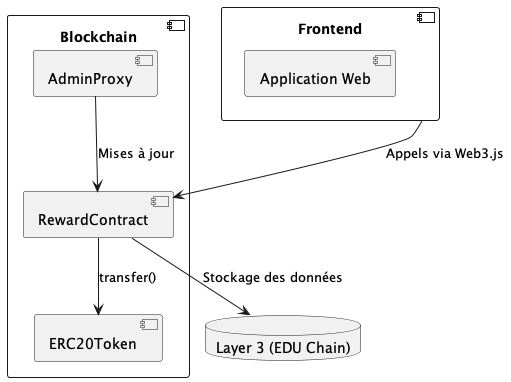 Blockchain
Frontend
AdminProxy
Application Web
Mises à jour
Appels via Web3.js
RewardContract
transfer()
Stockage des données
ERC20Token
Layer 3 (EDU Chain)